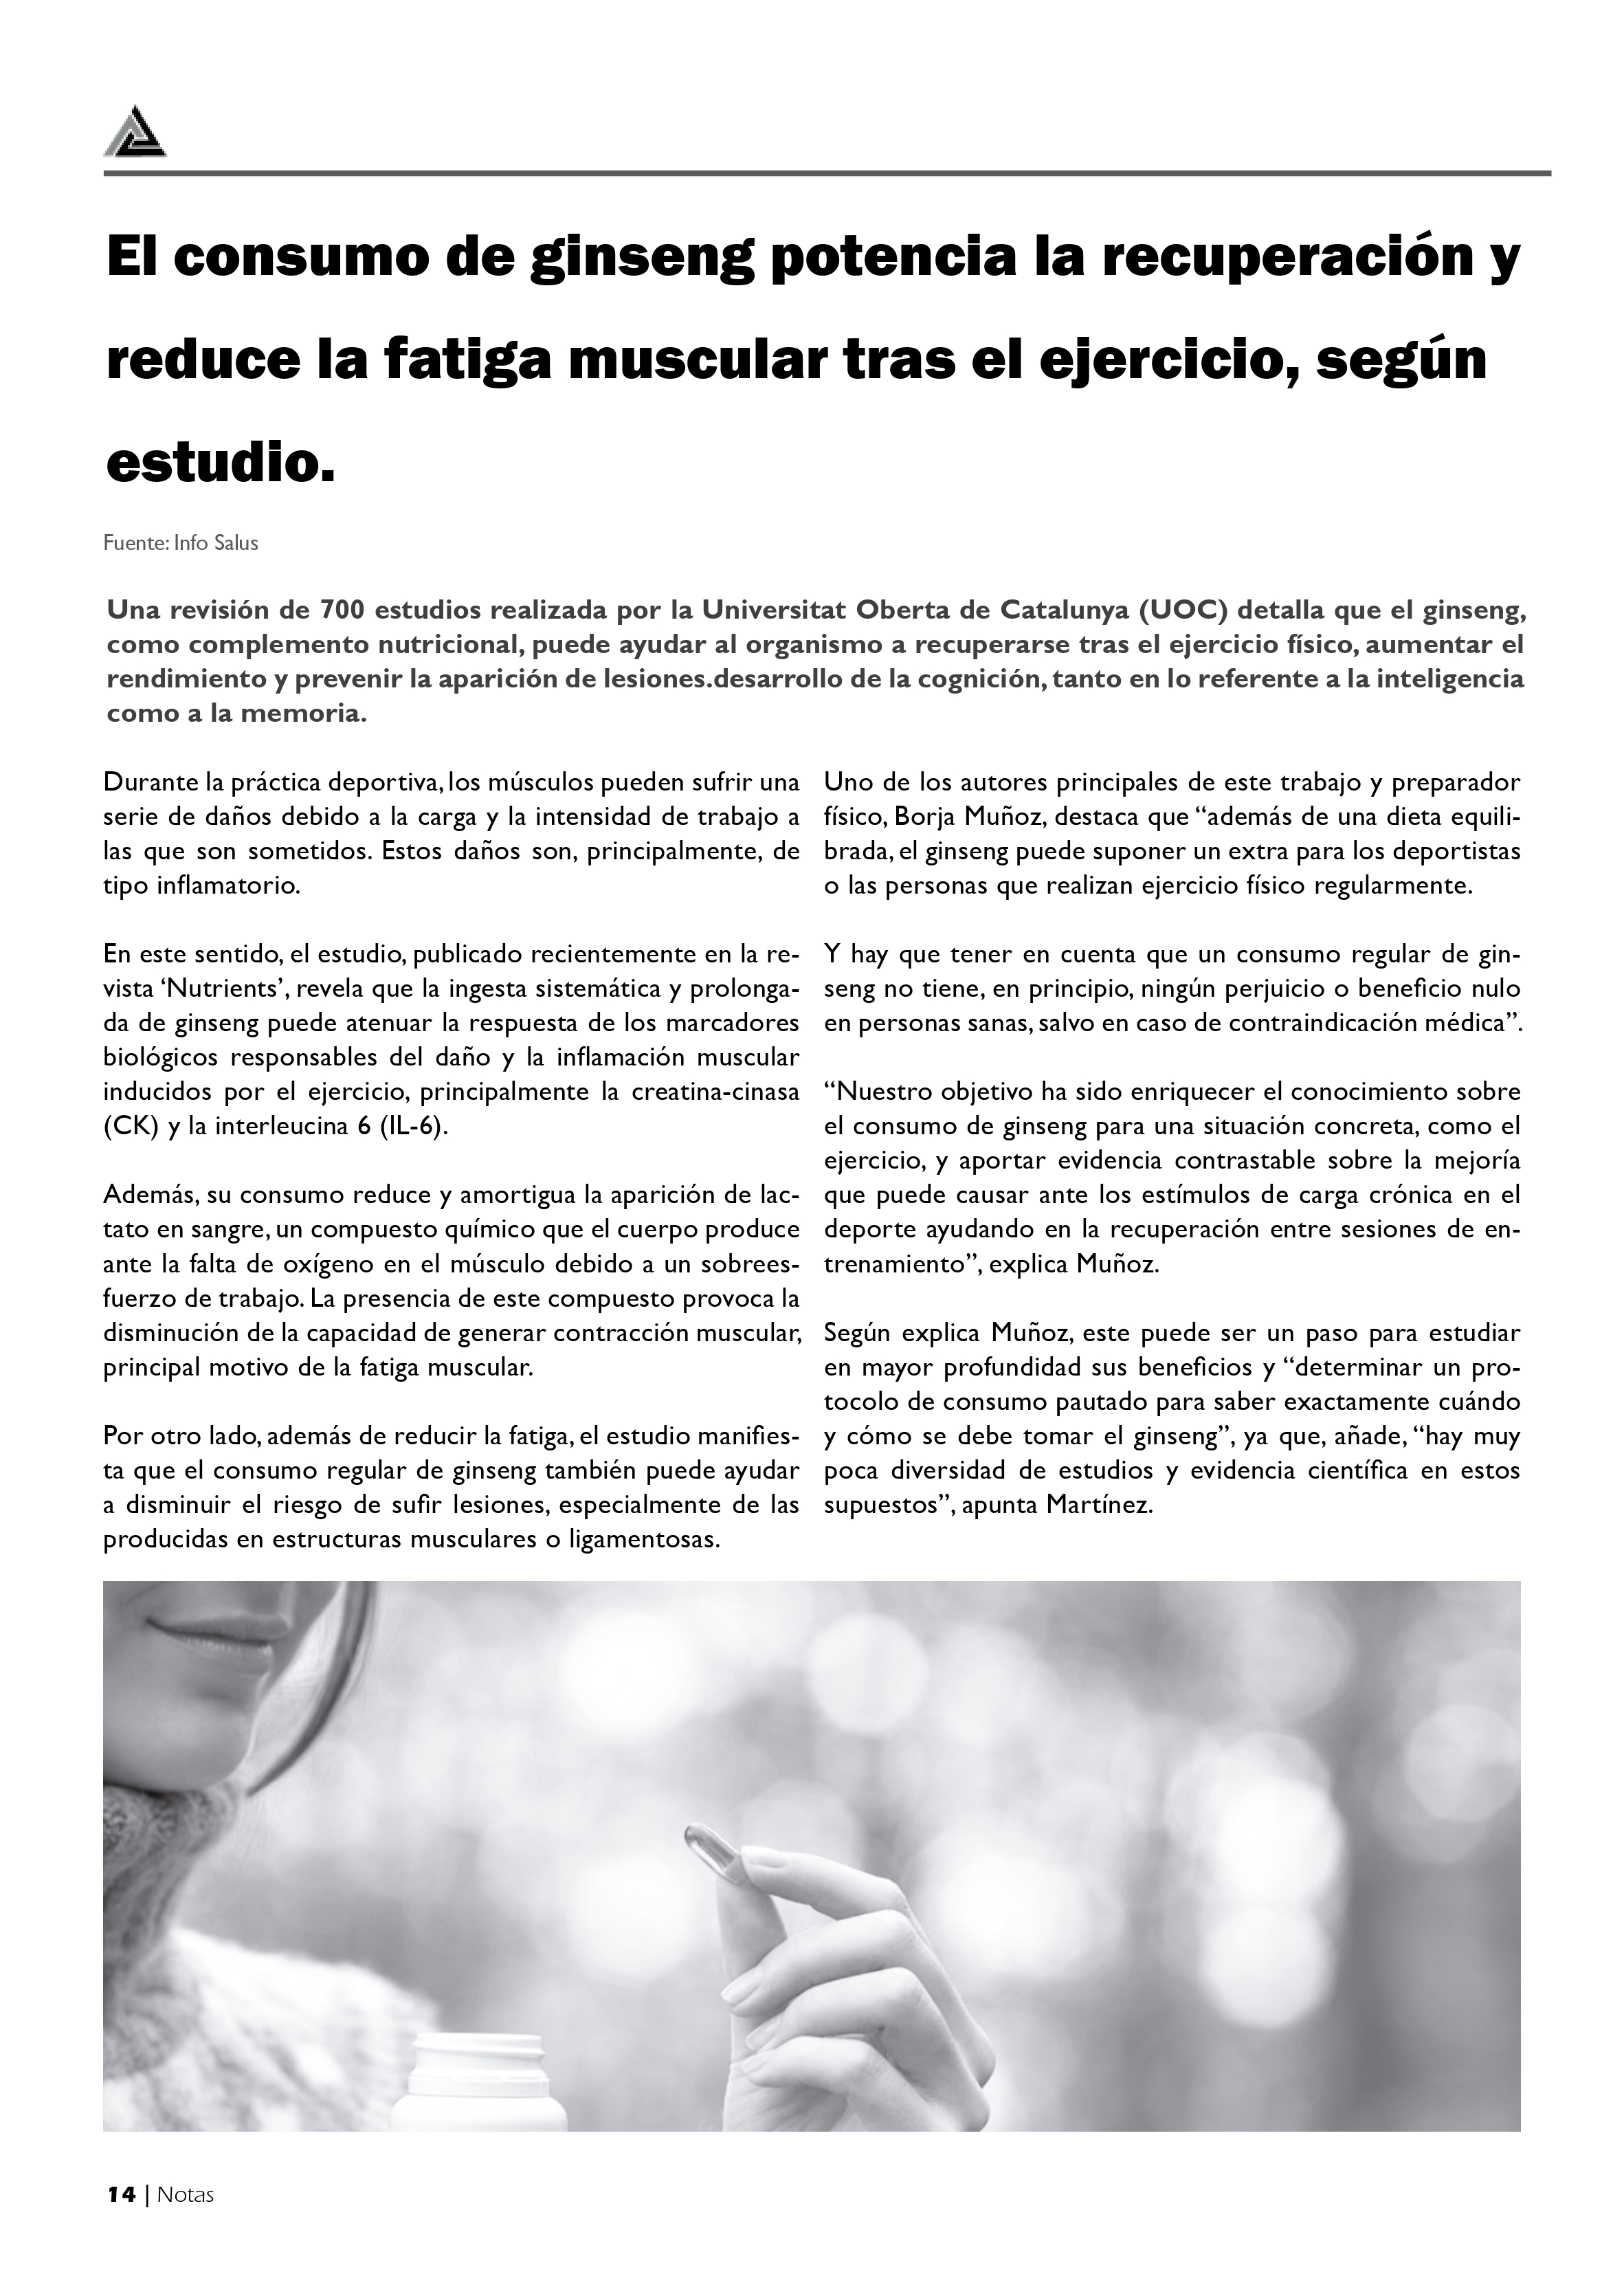 El consumo de ginseng potencia la recuperación y
reduce la fatiga muscular tras el ejercicio, según
estudio.
Fuente: Info Salus
Una revisión de 700 estudios realizada por la Universitat Oberta de Catalunya (UOC) detalla que el ginseng,
como complemento nutricional, puede ayudar al organismo a recuperarse tras el ejercicio físico, aumentar el
rendimiento y prevenir la aparición de lesiones.desarrollo de la cognición, tanto en lo referente a la inteligencia
como a la memoria.
Durante la práctica deportiva, los músculos pueden sufrir una
serie de daños debido a la carga y la intensidad de trabajo a
las que son sometidos. Estos daños son, principalmente, de
tipo inflamatorio.
En este sentido, el estudio, publicado recientemente en la re-
vista ‘Nutrients’, revela que la ingesta sistemática y prolonga-
da de ginseng puede atenuar la respuesta de los marcadores
biológicos responsables del daño y la inflamación muscular
inducidos por el ejercicio, principalmente la creatina-cinasa
(CK) y la interleucina 6 (IL-6).
Además, su consumo reduce y amortigua la aparición de lac-
tato en sangre, un compuesto químico que el cuerpo produce
ante la falta de oxígeno en el músculo debido a un sobrees-
fuerzo de trabajo. La presencia de este compuesto provoca la
disminución de la capacidad de generar contracción muscular,
principal motivo de la fatiga muscular.
Por otro lado, además de reducir la fatiga, el estudio manifies-
ta que el consumo regular de ginseng también puede ayudar
a disminuir el riesgo de sufir lesiones, especialmente de las
producidas en estructuras musculares o ligamentosas.
Uno de los autores principales de este trabajo y preparador
físico, Borja Muñoz, destaca que “además de una dieta equili-
brada, el ginseng puede suponer un extra para los deportistas
o las personas que realizan ejercicio físico regularmente.
Y hay que tener en cuenta que un consumo regular de gin-
seng no tiene, en principio, ningún perjuicio o beneficio nulo
en personas sanas, salvo en caso de contraindicación médica”.
“Nuestro objetivo ha sido enriquecer el conocimiento sobre
el consumo de ginseng para una situación concreta, como el
ejercicio, y aportar evidencia contrastable sobre la mejoría
que puede causar ante los estímulos de carga crónica en el
deporte ayudando en la recuperación entre sesiones de en-
trenamiento”, explica Muñoz.
Según explica Muñoz, este puede ser un paso para estudiar
en mayor profundidad sus beneficios y “determinar un pro-
tocolo de consumo pautado para saber exactamente cuándo
y cómo se debe tomar el ginseng”, ya que, añade, “hay muy
poca diversidad de estudios y evidencia científica en estos
supuestos”, apunta Martínez.
14 | Notas